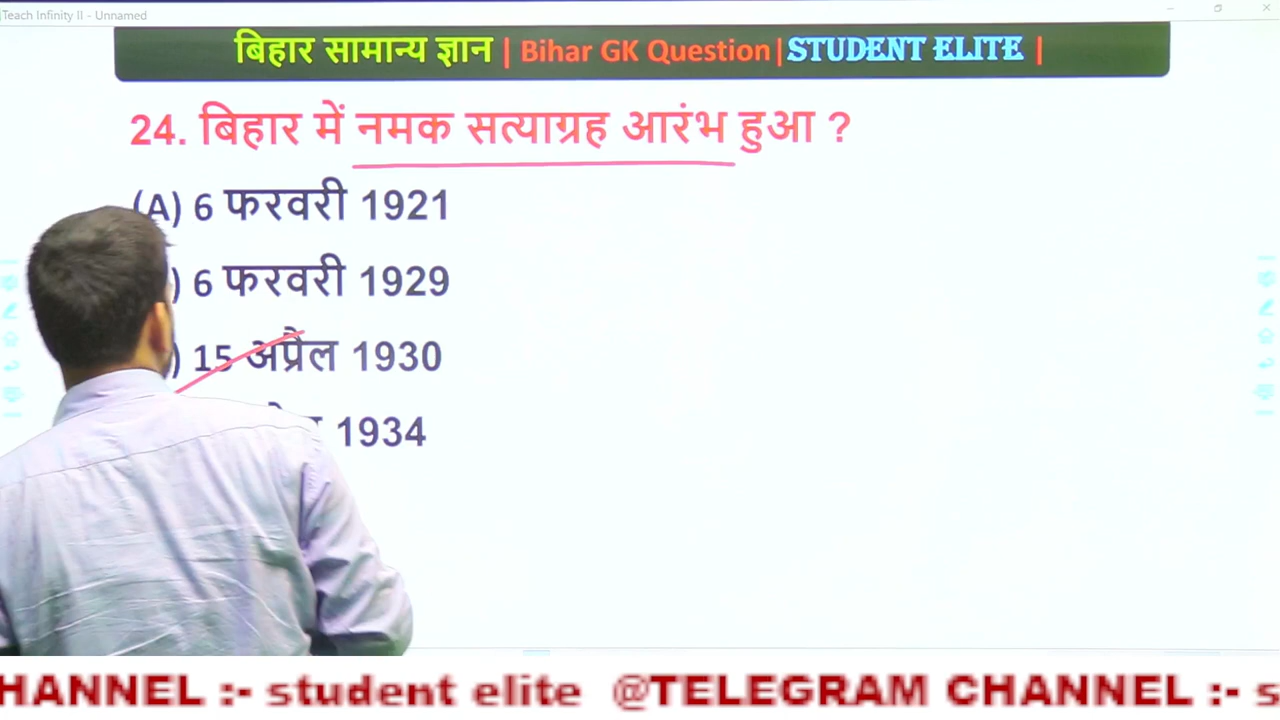 Teach Infinity II - Unnamed
बिहार सामान्य ज्ञान | Bihar GK Question | STUDENT ELITE |
24. बिहार में नमक सत्याग्रह आरंभ हुआ ?
(A) 6 फरवरी 1921
) 6 फरवरी 1929
) 15 अप्रैल 1930
1934
HANNEL :- student elite @TELEGRAM CHANNEL :- s